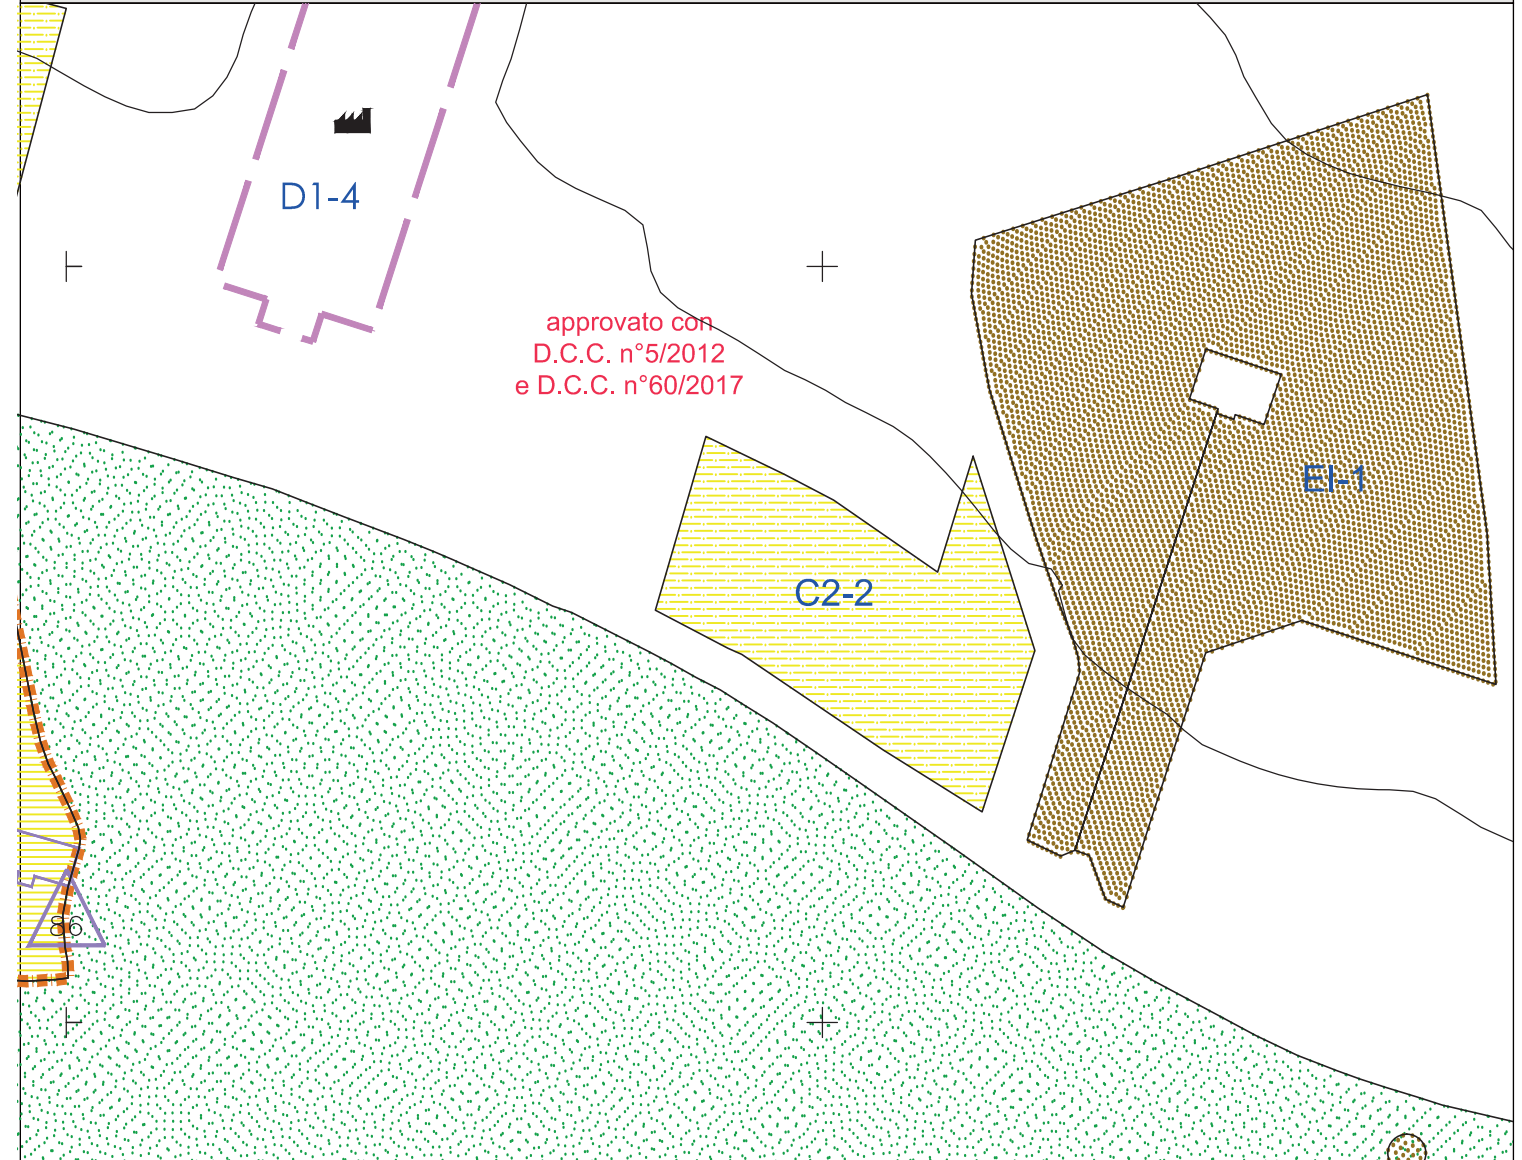 D1-4
approvato con
D.C.C. n°5/2012
e D.C.C. n°60/2017
EI-1
C2-2
86